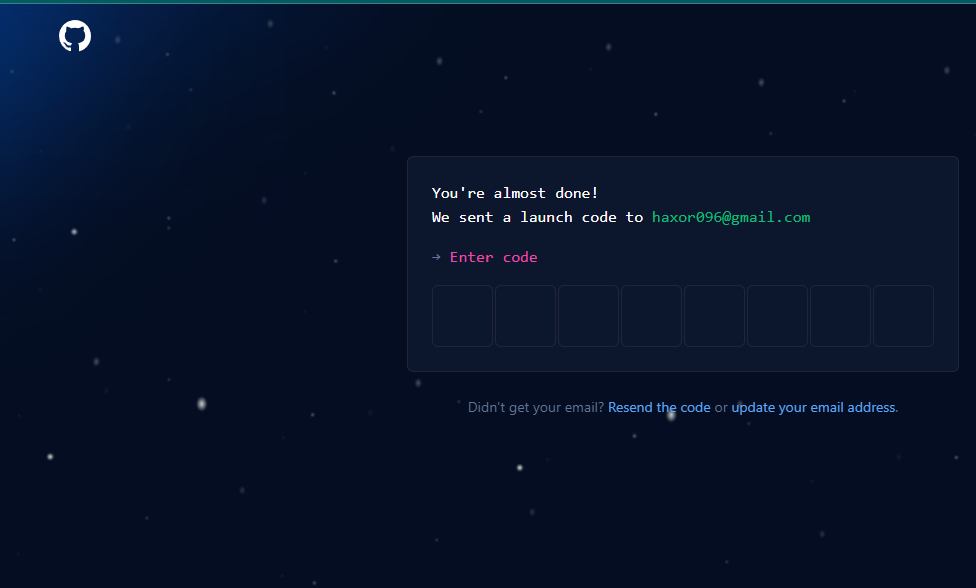 You're almost done!
We sent a launch code to haxor096@gmail.com
→ Enter code
Didn't get your email? Resend the code or update your email address.